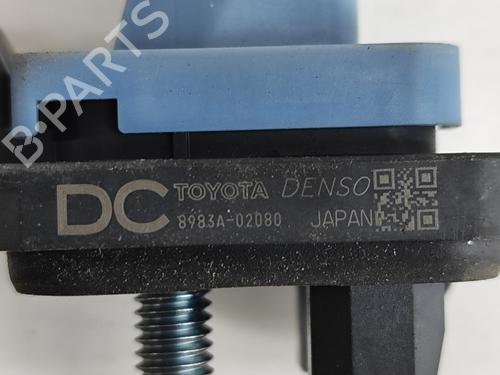 B·PARTS
DC TOYOTA DENSO
8983A-02080 JAPAN